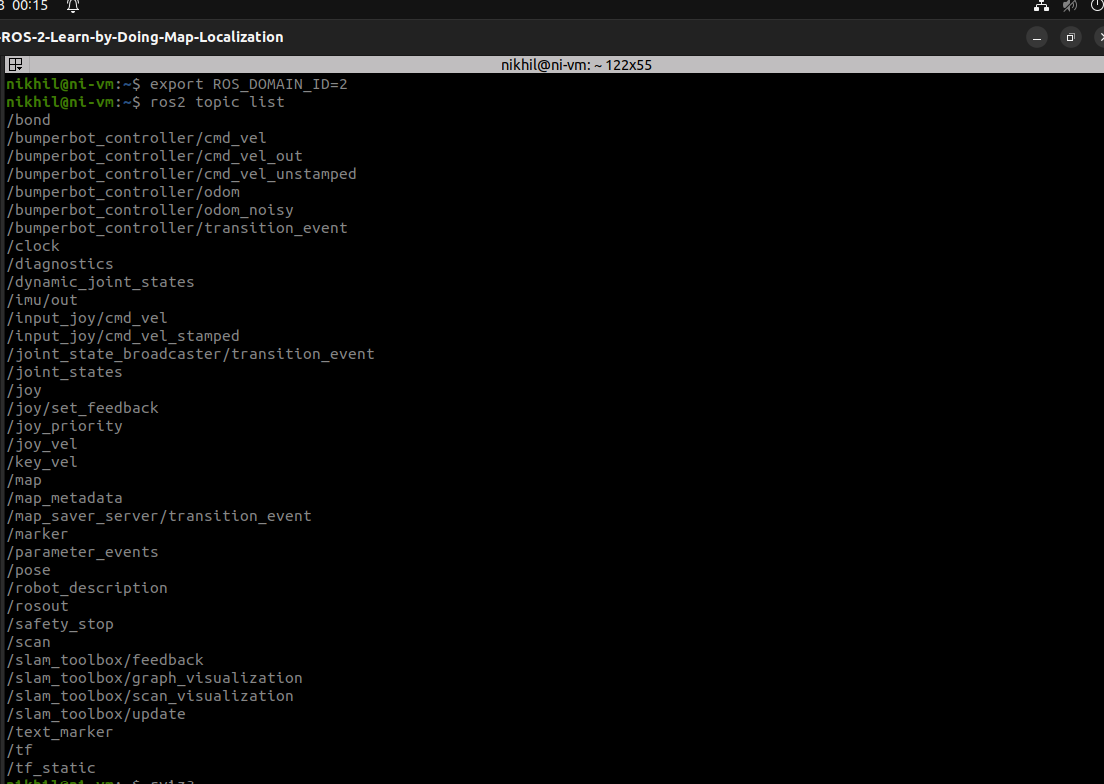 00:15
-ROS-2-Learn-by-Doing-Map-Localization
nikhil@ni-vm: ~ 122x55
nikhil@ni-vm:~$ export ROS_DOMAIN_ID=2
nikhil@ni-vm:~$ ros2 topic list
/bond
/bumperbot_controller/cmd_vel
/bumperbot_controller/cmd_vel_out
/bumperbot_controller/cmd_vel_unstamped
/bumperbot_controller/odom
/bumperbot_controller/odom_noisy
/bumperbot_controller/transition_event
/clock
/diagnostics
/dynamic_joint_states
/imu/out
/input_joy/cmd_vel
/input_joy/cmd_vel_stamped
/joint_state_broadcaster/transition_event
/joint_states
/joy
/joy/set_feedback
/joy_priority
/joy_vel
/key_vel
/map
/map_metadata
/map_saver_server/transition_event
/marker
/parameter_events
/pose
/robot_description
/rosout
/safety_stop
/scan
/slam_toolbox/feedback
/slam_toolbox/graph_visualization
/slam_toolbox/scan_visualization
/slam_toolbox/update
/text_marker
/tf
/tf_static